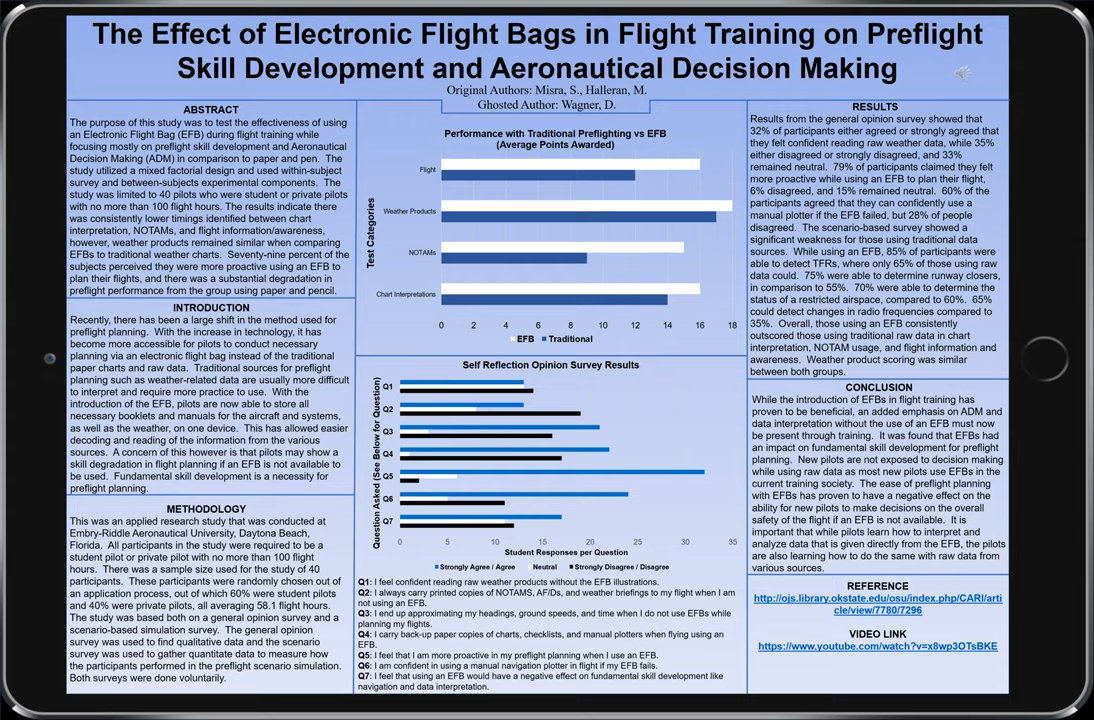 The Effect of Electronic Flight Bags in Flight Training on Preflight
Skill Development and Aeronautical Decision Making
Original Authors: Misra, S., Halleran, M.
Ghosted Author: Wagner, D.
ABSTRACT
The purpose of this study was to test the effectiveness of using
an Electronic Flight Bag (EFB) during flight training while
focusing mostly on preflight skill development and Aeronautical
Decision Making (ADM) in comparison to paper and pen. The
study utilized a mixed factorial design and used within-subject
survey and between-subjects experimental components. The
study was limited to 40 pilots who were student or private pilots
with no more than 100 flight hours. The results indicate there
was consistently lower timings identified between chart
interpretation, NOTAMs, and flight information/awareness,
however, weather products remained similar when comparing
EFBs to traditional weather charts. Seventy-nine percent of the
subjects perceived they were more proactive using an EFB to
plan their flights, and there was a substantial degradation in
preflight performance from the group using paper and pencil.
INTRODUCTION
Recently, there has been a large shift in the method used for
preflight planning. With the increase in technology, it has
become more accessible for pilots to conduct necessary
planning via an electronic flight bag instead of the traditional
paper charts and raw data. Traditional sources for preflight
planning such as weather-related data are usually more difficult
to interpret and require more practice to use. With the
introduction of the EFB, pilots are now able to store all
necessary booklets and manuals for the aircraft and systems,
as well as the weather, on one device. This has allowed easier
decoding and reading of the information from the various
sources. A concern of this however is that pilots may show a
skill degradation in flight planning if an EFB is not available to
be used. Fundamental skill development is a necessity for
preflight planning.
METHODOLOGY
This was an applied research study that was conducted at
Embry-Riddle Aeronautical University, Daytona Beach,
Florida. All participants in the study were required to be a
student pilot or private pilot with no more than 100 flight
hours. There was a sample size used for the study of 40
participants. These participants were randomly chosen out of
an application process, out of which 60% were student pilots
and 40% were private pilots, all averaging 58.1 flight hours.
The study was based both on a general opinion survey and a
scenario-based simulation survey. The general opinion
survey was used to find qualitative data and the scenario
survey was used to gather quantitate data to measure how
the participants performed in the preflight scenario simulation.
Both surveys were done voluntarily.
Performance with Traditional Preflighting vs EFB
(Average Points Awarded)
Test Categories
Flight
Weather Products
NOTAMs
Chart Interpretations
0 2 4 6 8 10 12 14 16 18
EFB Traditional
Self Reflection Opinion Survey Results
Question Asked (See Below for Question)
Q1
Q2
Q3
Q4
Q5
Q6
Q7
0 5 10 15 20 25 30 35
Student Responses per Question
Strongly Agree / Agree Neutral Strongly Disagree / Disagree
Q1: I feel confident reading raw weather products without the EFB illustrations.
Q2: I always carry printed copies of NOTAMS, AF/Ds, and weather briefings to my flight when I am
not using an EFB.
Q3: I end up approximating my headings, ground speeds, and time when I do not use EFBs while
planning my flights.
Q4: I carry back-up paper copies of charts, checklists, and manual plotters when flying using an
EFB.
Q5: I feel that I am more proactive in my preflight planning when I use an EFB.
Q6: I am confident in using a manual navigation plotter in flight if my EFB fails.
Q7: I feel that using an EFB would have a negative effect on fundamental skill development like
navigation and data interpretation.
RESULTS
Results from the general opinion survey showed that
32% of participants either agreed or strongly agreed that
they felt confident reading raw weather data, while 35%
either disagreed or strongly disagreed, and 33%
remained neutral. 79% of participants claimed they felt
more proactive while using an EFB to plan their flight,
6% disagreed, and 15% remained neutral. 60% of the
participants agreed that they can confidently use a
manual plotter if the EFB failed, but 28% of people
disagreed. The scenario-based survey showed a
significant weakness for those using traditional data
sources. While using an EFB, 85% of participants were
able to detect TFRs, where only 65% of those using raw
data could. 75% were able to determine runway closers,
in comparison to 55%. 70% were able to determine the
status of a restricted airspace, compared to 60%. 65%
could detect changes in radio frequencies compared to
35%. Overall, those using an EFB consistently
outscored those using traditional raw data in chart
interpretation, NOTAM usage, and flight information and
awareness. Weather product scoring was similar
between both groups.
CONCLUSION
While the introduction of EFBs in flight training has
proven to be beneficial, an added emphasis on ADM and
data interpretation without the use of an EFB must now
be present through training. It was found that EFBs had
an impact on fundamental skill development for preflight
planning. New pilots are not exposed to decision making
while using raw data as most new pilots use EFBs in the
current training society. The ease of preflight planning
with EFBs has proven to have a negative effect on the
ability for new pilots to make decisions on the overall
safety of the flight if an EFB is not available. It is
important that while pilots learn how to interpret and
analyze data that is given directly from the EFB, the pilots
are also learning how to do the same with raw data from
various sources.
REFERENCE
http://ojs.library.okstate.edu/osu/index.php/CARI/arti
cle/view/7780/7296
VIDEO LINK
https://www.youtube.com/watch?v=x8wp3OTsBKE